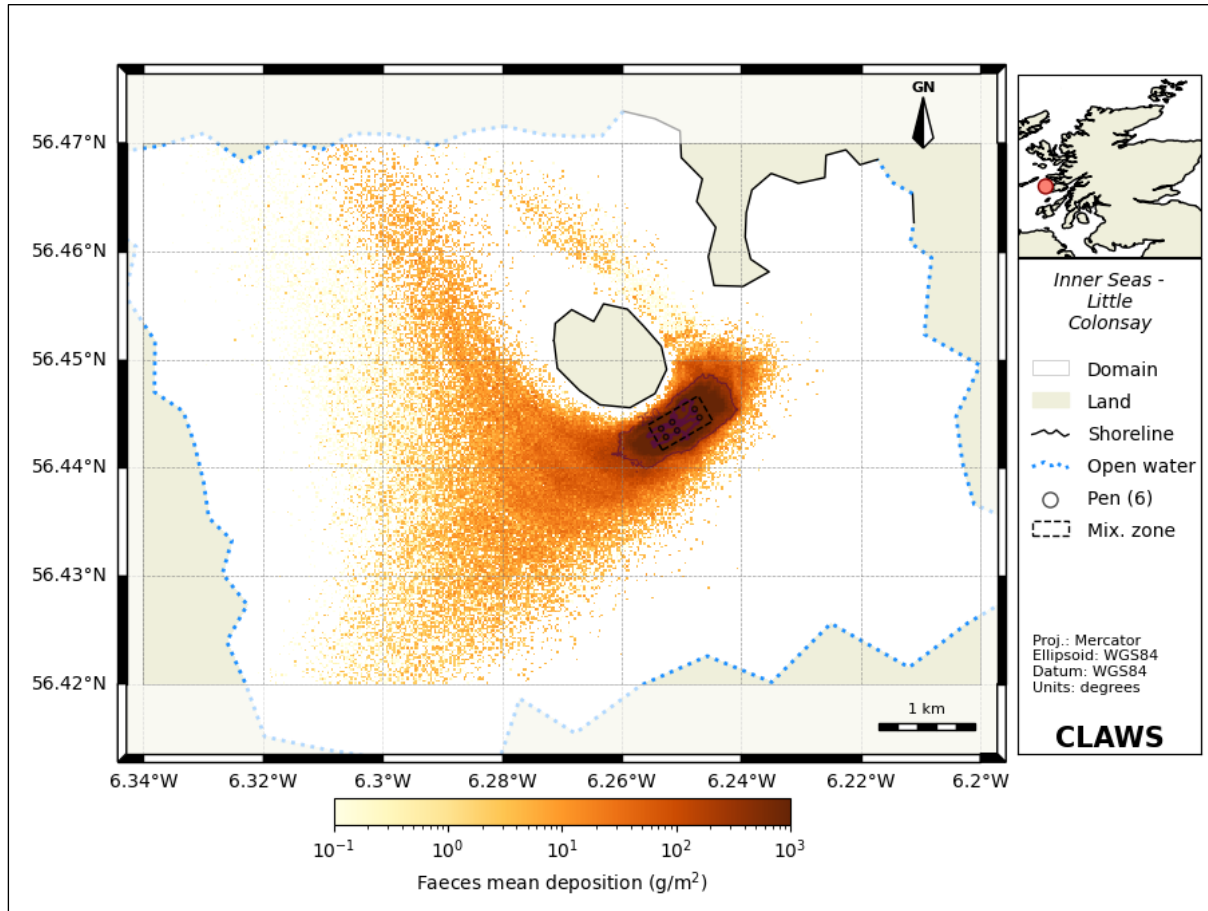 GN
56.47°N
56.46°N
56.45°N
56.44°N
56.43°N
56.42°N
6.34°W
6.32°W
6.3°W
6.28°W
6.26°W
6.24°W
6.22°W
6.2°W
1 km
10⁻¹
10⁰
10¹
10²
10³
Faeces mean deposition (g/m²)
Inner Seas -
Little
Colonsay
Domain
Land
Shoreline
Open water
Pen (6)
Mix. zone
Proj.: Mercator
Ellipsoid: WGS84
Datum: WGS84
Units: degrees
CLAWS